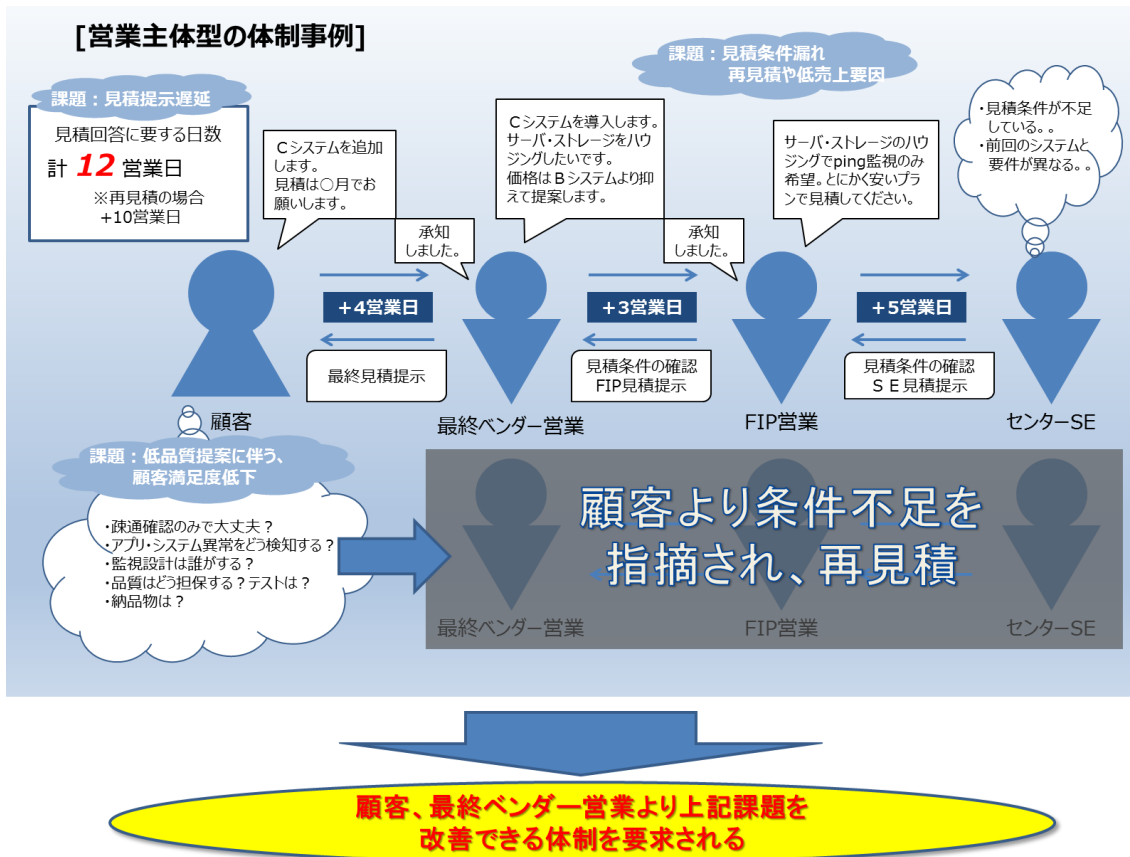 [営業主体型の体制事例]
課題：見積条件漏れ
再見積や低売上要因
課題：見積提示遅延
見積回答に要する日数
計 12 営業日
※再見積の場合
+10営業日
Ｃシステムを追加
します。
見積は○月でお
願いします。
承知
しました。
Ｃシステムを導入します。
サーバ・ストレージをハウ
ジングしたいです。
価格はＢシステムより抑
えて提案します。
承知
しました。
サーバ・ストレージのハウ
ジングでping監視のみ
希望。とにかく安いプラ
ンで見積してください。
・見積条件が不足
している。。
・前回のシステムと
要件が異なる。。
+4営業日
+3営業日
+5営業日
最終見積提示
見積条件の確認
FIP見積提示
見積条件の確認
ＳＥ見積提示
顧客
最終ベンダー営業
FIP営業
センターSE
課題：低品質提案に伴う、
顧客満足度低下
・疎通確認のみで大丈夫？
・アプリ・システム異常をどう検知する？
・監視設計は誰がする？
・品質はどう担保する？テストは？
・納品物は？
顧客より条件不足を
指摘され、再見積
最終ベンダー営業
FIP営業
センターSE
顧客、最終ベンダー営業より上記課題を
改善できる体制を要求される